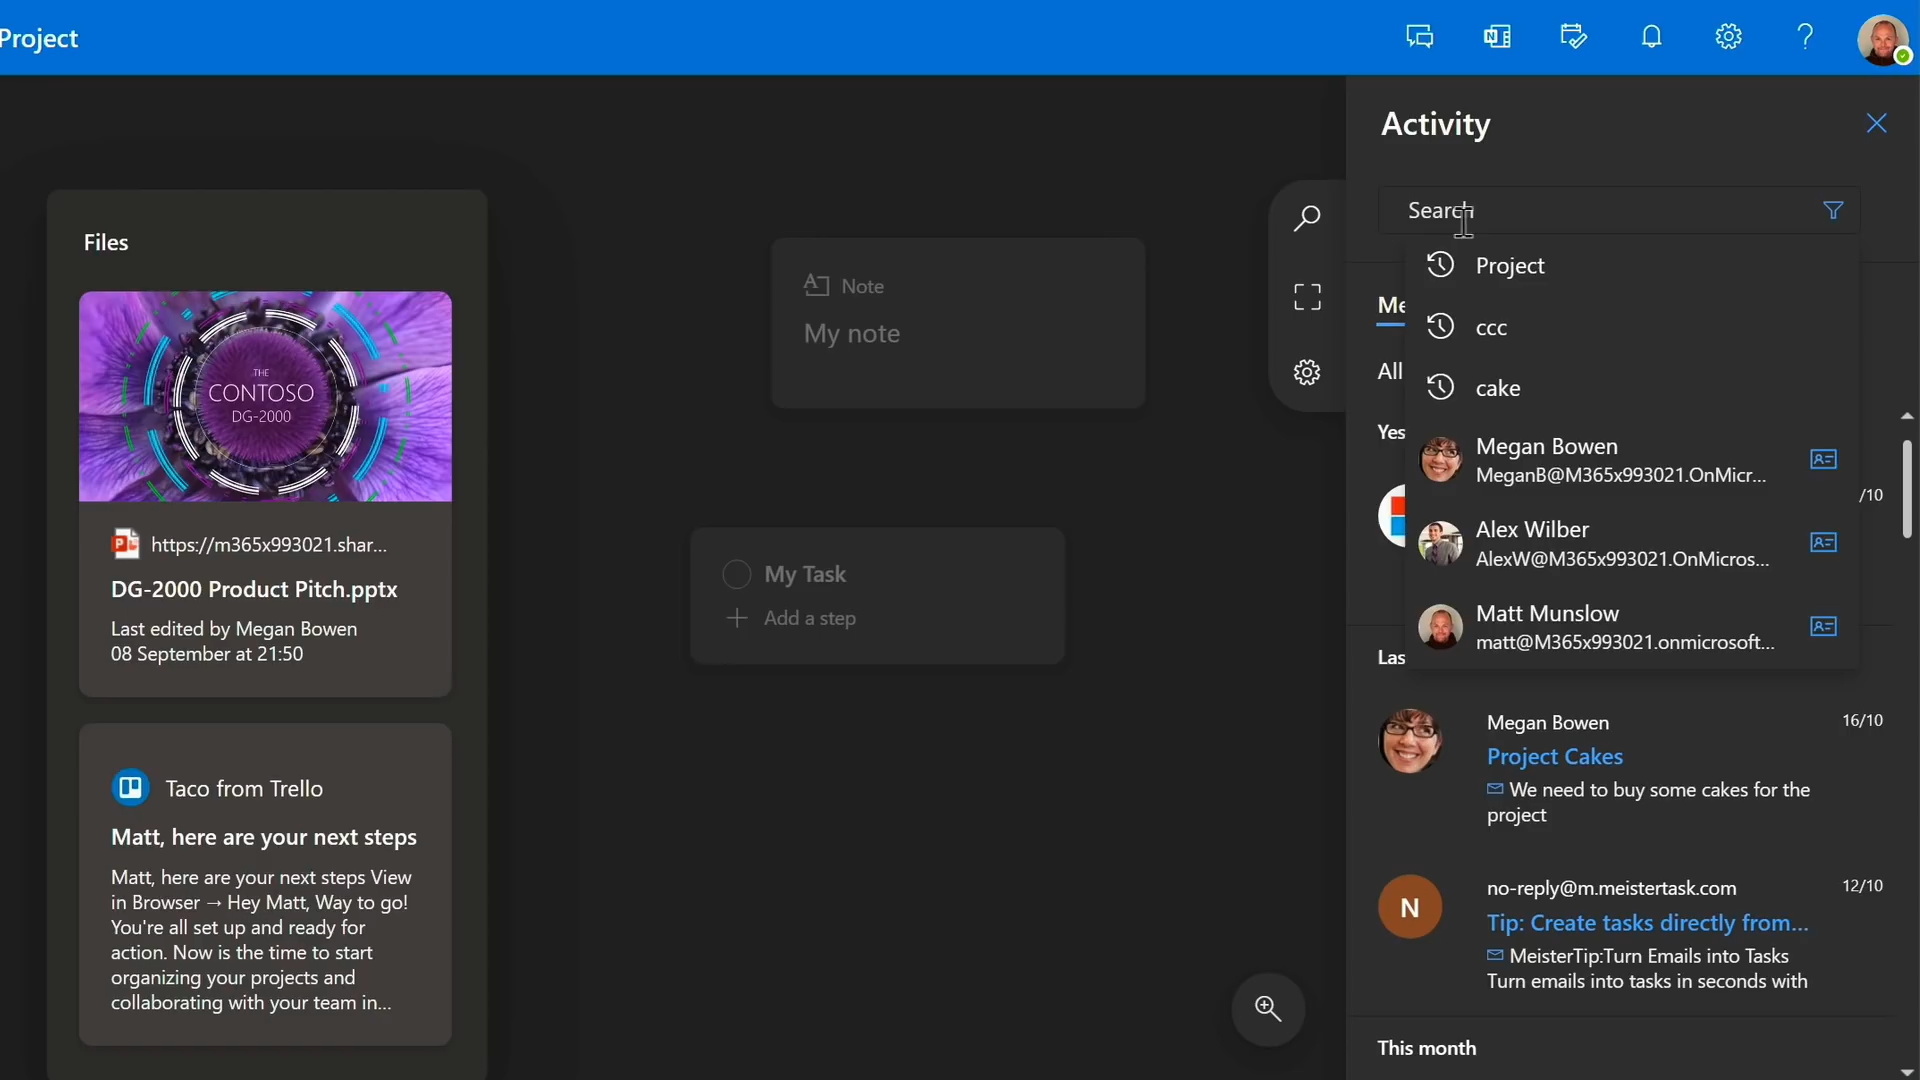 Project
Activity
Search
Project
ccc
cake
Megan Bowen
MeganB@M365x993021.OnMicr...
Alex Wilber
AlexW@M365x993021.OnMicros...
Matt Munslow
matt@M365x993021.onmicrosoft...
Me
All
Yes
/10
Las
Megan Bowen
16/10
Project Cakes
We need to buy some cakes for the
project
N
no-reply@m.meistertask.com
12/10
Tip: Create tasks directly from...
MeisterTip:Turn Emails into Tasks
Turn emails into tasks in seconds with
This month
Files
THE
CONTOSO
DG-2000
https://m365x993021.shar...
DG-2000 Product Pitch.pptx
Last edited by Megan Bowen
08 September at 21:50
Taco from Trello
Matt, here are your next steps
Matt, here are your next steps View
in Browser → Hey Matt, Way to go!
You're all set up and ready for
action. Now is the time to start
organizing your projects and
collaborating with your team in...
Note
My note
My Task
Add a step